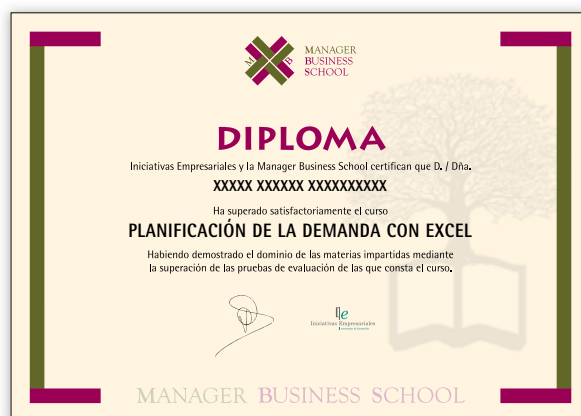 MANAGER
BUSINESS
SCHOOL
M B
DIPLOMA
Iniciativas Empresariales y la Manager Business School certifican que D. / Dña.
XXXXX XXXXXX XXXXXXXXXX
Ha superado satisfactoriamente el curso
PLANIFICACIÓN DE LA DEMANDA CON EXCEL
Habiendo demostrado el dominio de las materias impartidas mediante
la superación de las pruebas de evaluación de las que consta el curso.
Iniciativas Empresariales
MANAGER BUSINESS SCHOOL